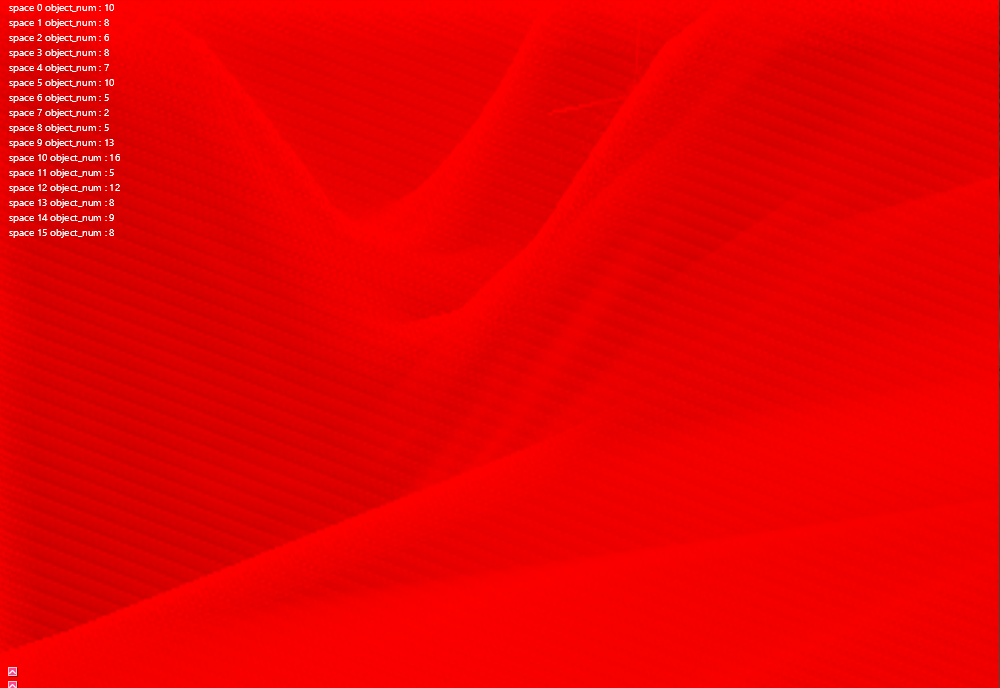 space 0 object_num : 10
space 1 object_num : 8
space 2 object_num : 6
space 3 object_num : 8
space 4 object_num : 7
space 5 object_num : 10
space 6 object_num : 5
space 7 object_num : 2
space 8 object_num : 5
space 9 object_num : 13
space 10 object_num : 16
space 11 object_num : 5
space 12 object_num : 12
space 13 object_num : 8
space 14 object_num : 9
space 15 object_num : 8